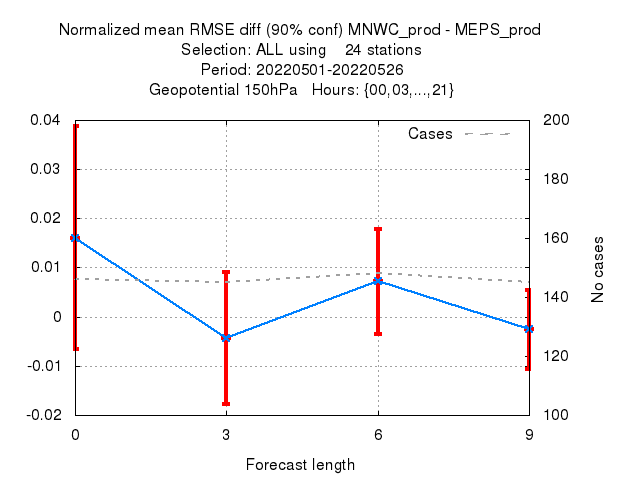 Normalized mean RMSE diff (90% conf) MNWC_prod - MEPS_prod
Selection: ALL using    24 stations
Period: 20220501-20220526
Geopotential 150hPa   Hours: {00,03,...,21}
Cases
0.04
0.03
0.02
0.01
0
-0.01
-0.02
200
180
160
140
120
100
No cases
0 3 6 9
Forecast length